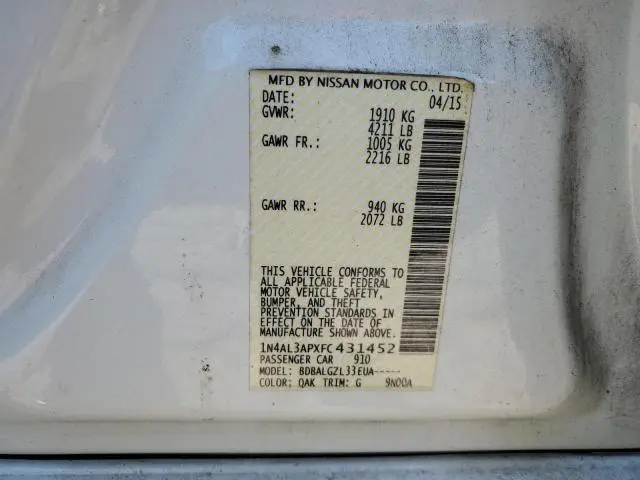 MFD BY NISSAN MOTOR CO., LTD.
DATE: 04/15
GVWR: 1910 KG
4211 LB
GAWR FR.: 1005 KG
2216 LB
GAWR RR.: 940 KG
2072 LB
THIS VEHICLE CONFORMS TO
ALL APPLICABLE FEDERAL
MOTOR VEHICLE SAFETY,
BUMPER, AND THEFT
PREVENTION STANDARDS IN
EFFECT ON THE DATE OF
MANUFACTURE SHOWN ABOVE.
1N4AL3APXFC431452
PASSENGER CAR 910
MODEL: BDBALGZL33EUA-----
COLOR: QAK TRIM: G 9N00A